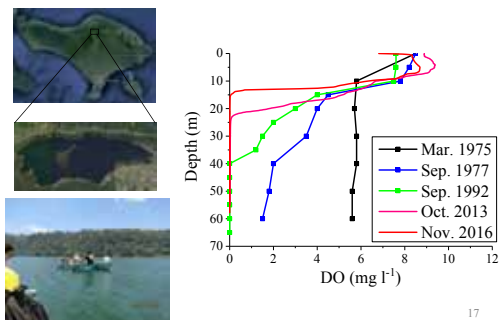 0
10
20
30
40
50
60
70
Depth (m)
Mar. 1975
Sep. 1977
Sep. 1992
Oct. 2013
Nov. 2016
0 2 4 6 8 10 12
DO (mg l⁻¹)
17